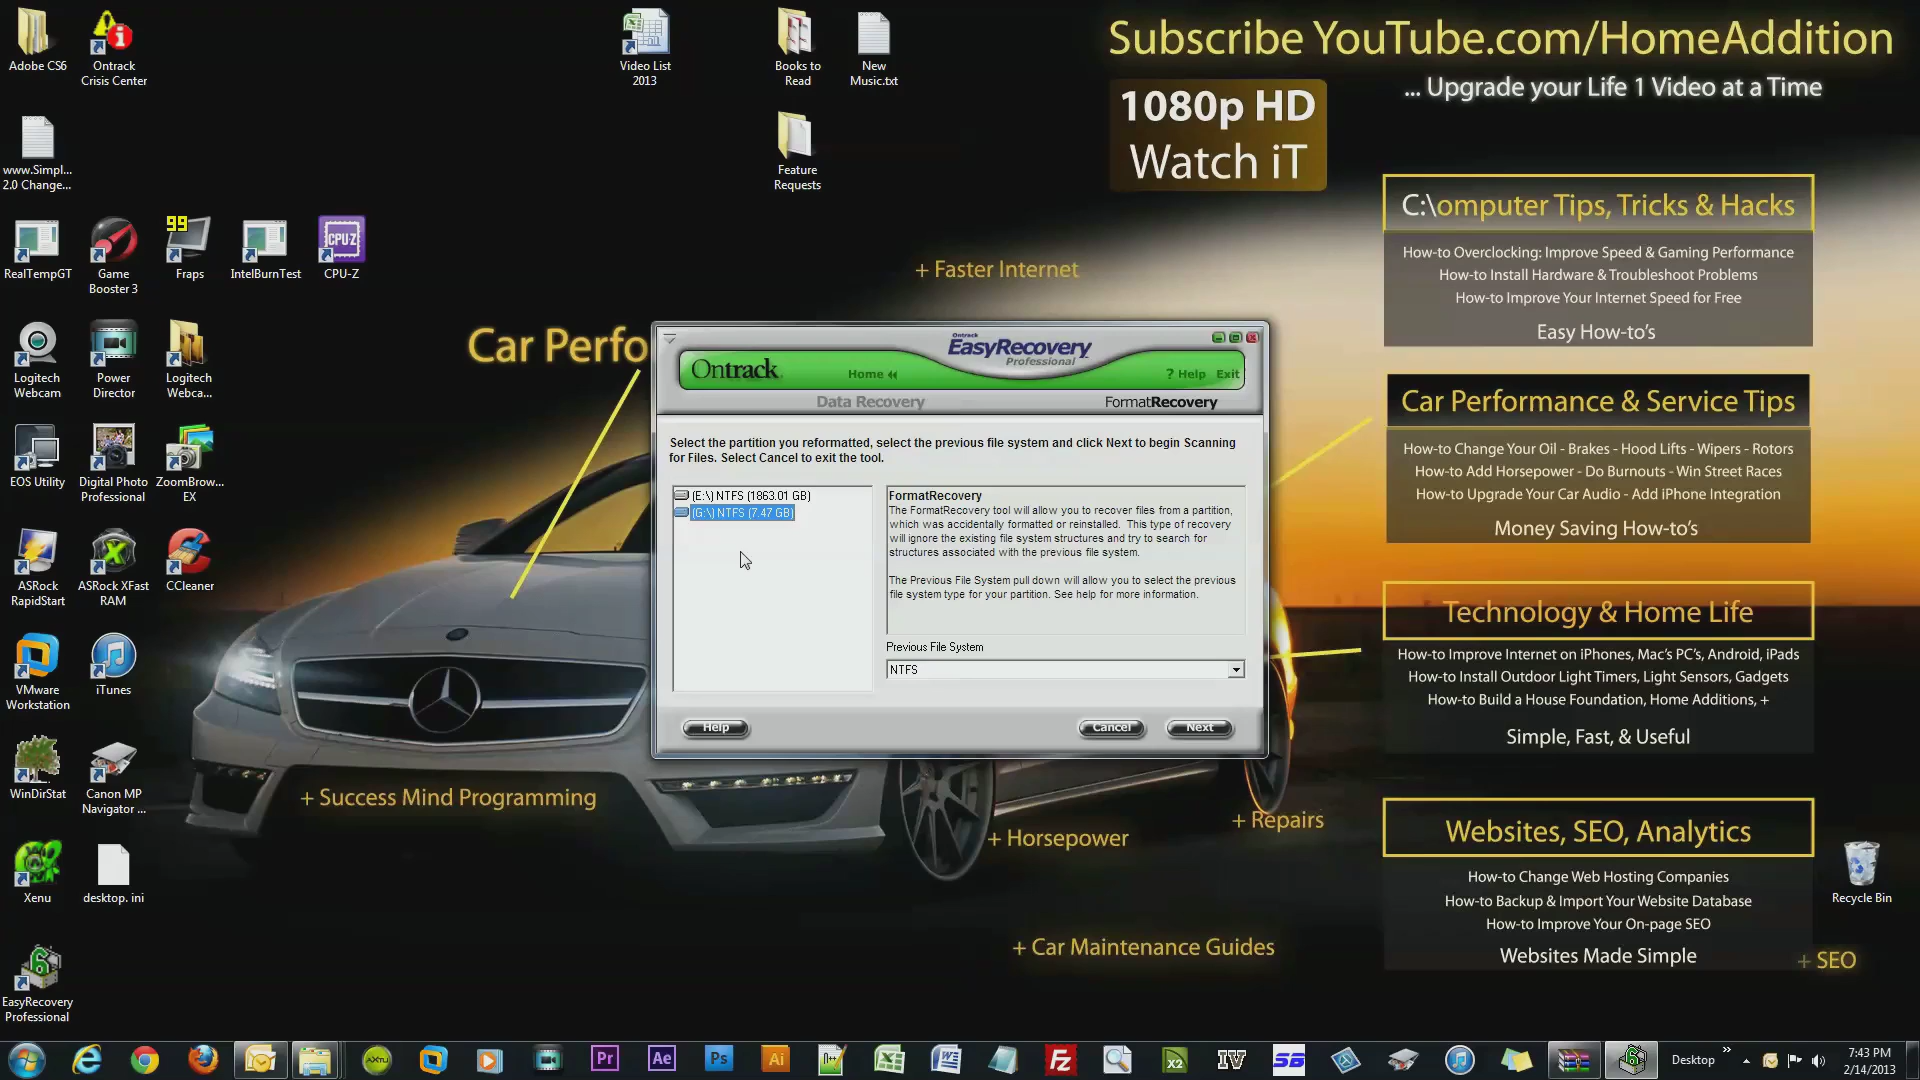 Adobe CS6
Ontrack
Crisis Center
Video List
2013
Books to
Read
New
Music.txt
Subscribe YouTube.com/HomeAddition
... Upgrade your Life 1 Video at a Time
1080p HD
Watch iT
www.Simpl...
2.0 Change...
Feature
Requests
C:\omputer Tips, Tricks & Hacks
How-to Overclocking: Improve Speed & Gaming Performance
How-to Install Hardware & Troubleshoot Problems
How-to Improve Your Internet Speed for Free
Easy How-to's
99
CPU-Z
RealTempGT
Game
Booster 3
Fraps
IntelBurnTest
CPU-Z
+ Faster Internet
Car Perfo
Logitech
Webcam
Power
Director
Logitech
Webca...
Ontrack
EasyRecovery
Professional
Ontrack
Home
? Help
Exit
Data Recovery
FormatRecovery
Select the partition you reformatted, select the previous file system and click Next to begin Scanning
for Files. Select Cancel to exit the tool.
(E:\) NTFS (1863.01 GB)
(G:\) NTFS (7.47 GB)
FormatRecovery
The FormatRecovery tool will allow you to recover files from a partition,
which was accidentally formatted or reinstalled. This type of recovery
will ignore the existing file system structures and try to search for
structures associated with the previous file system.
The Previous File System pull down will allow you to select the previous
file system type for your partition. See help for more information.
Previous File System
NTFS
Help
Cancel
Next
Car Performance & Service Tips
How-to Change Your Oil - Brakes - Hood Lifts - Wipers - Rotors
How-to Add Horsepower - Do Burnouts - Win Street Races
How-to Upgrade Your Car Audio - Add iPhone Integration
Money Saving How-to's
EOS Utility
Digital Photo
Professional
ZoomBrow...
EX
ASRock
RapidStart
ASRock XFast
RAM
CCleaner
Technology & Home Life
How-to Improve Internet on iPhones, Mac's PC's, Android, iPads
How-to Install Outdoor Light Timers, Light Sensors, Gadgets
How-to Build a House Foundation, Home Additions, +
Simple, Fast, & Useful
VMware
Workstation
iTunes
WinDirStat
Canon MP
Navigator ...
+ Success Mind Programming
+ Horsepower
+ Repairs
Websites, SEO, Analytics
How-to Change Web Hosting Companies
How-to Backup & Import Your Website Database
How-to Improve Your On-page SEO
Websites Made Simple
+ SEO
Xenu
desktop. ini
Recycle Bin
+ Car Maintenance Guides
6
EasyRecovery
Professional
AXTU
Pr
Ae
Ps
Ai
Fz
X2
IV
SB
6
Desktop
»
7:43 PM
2/14/2013